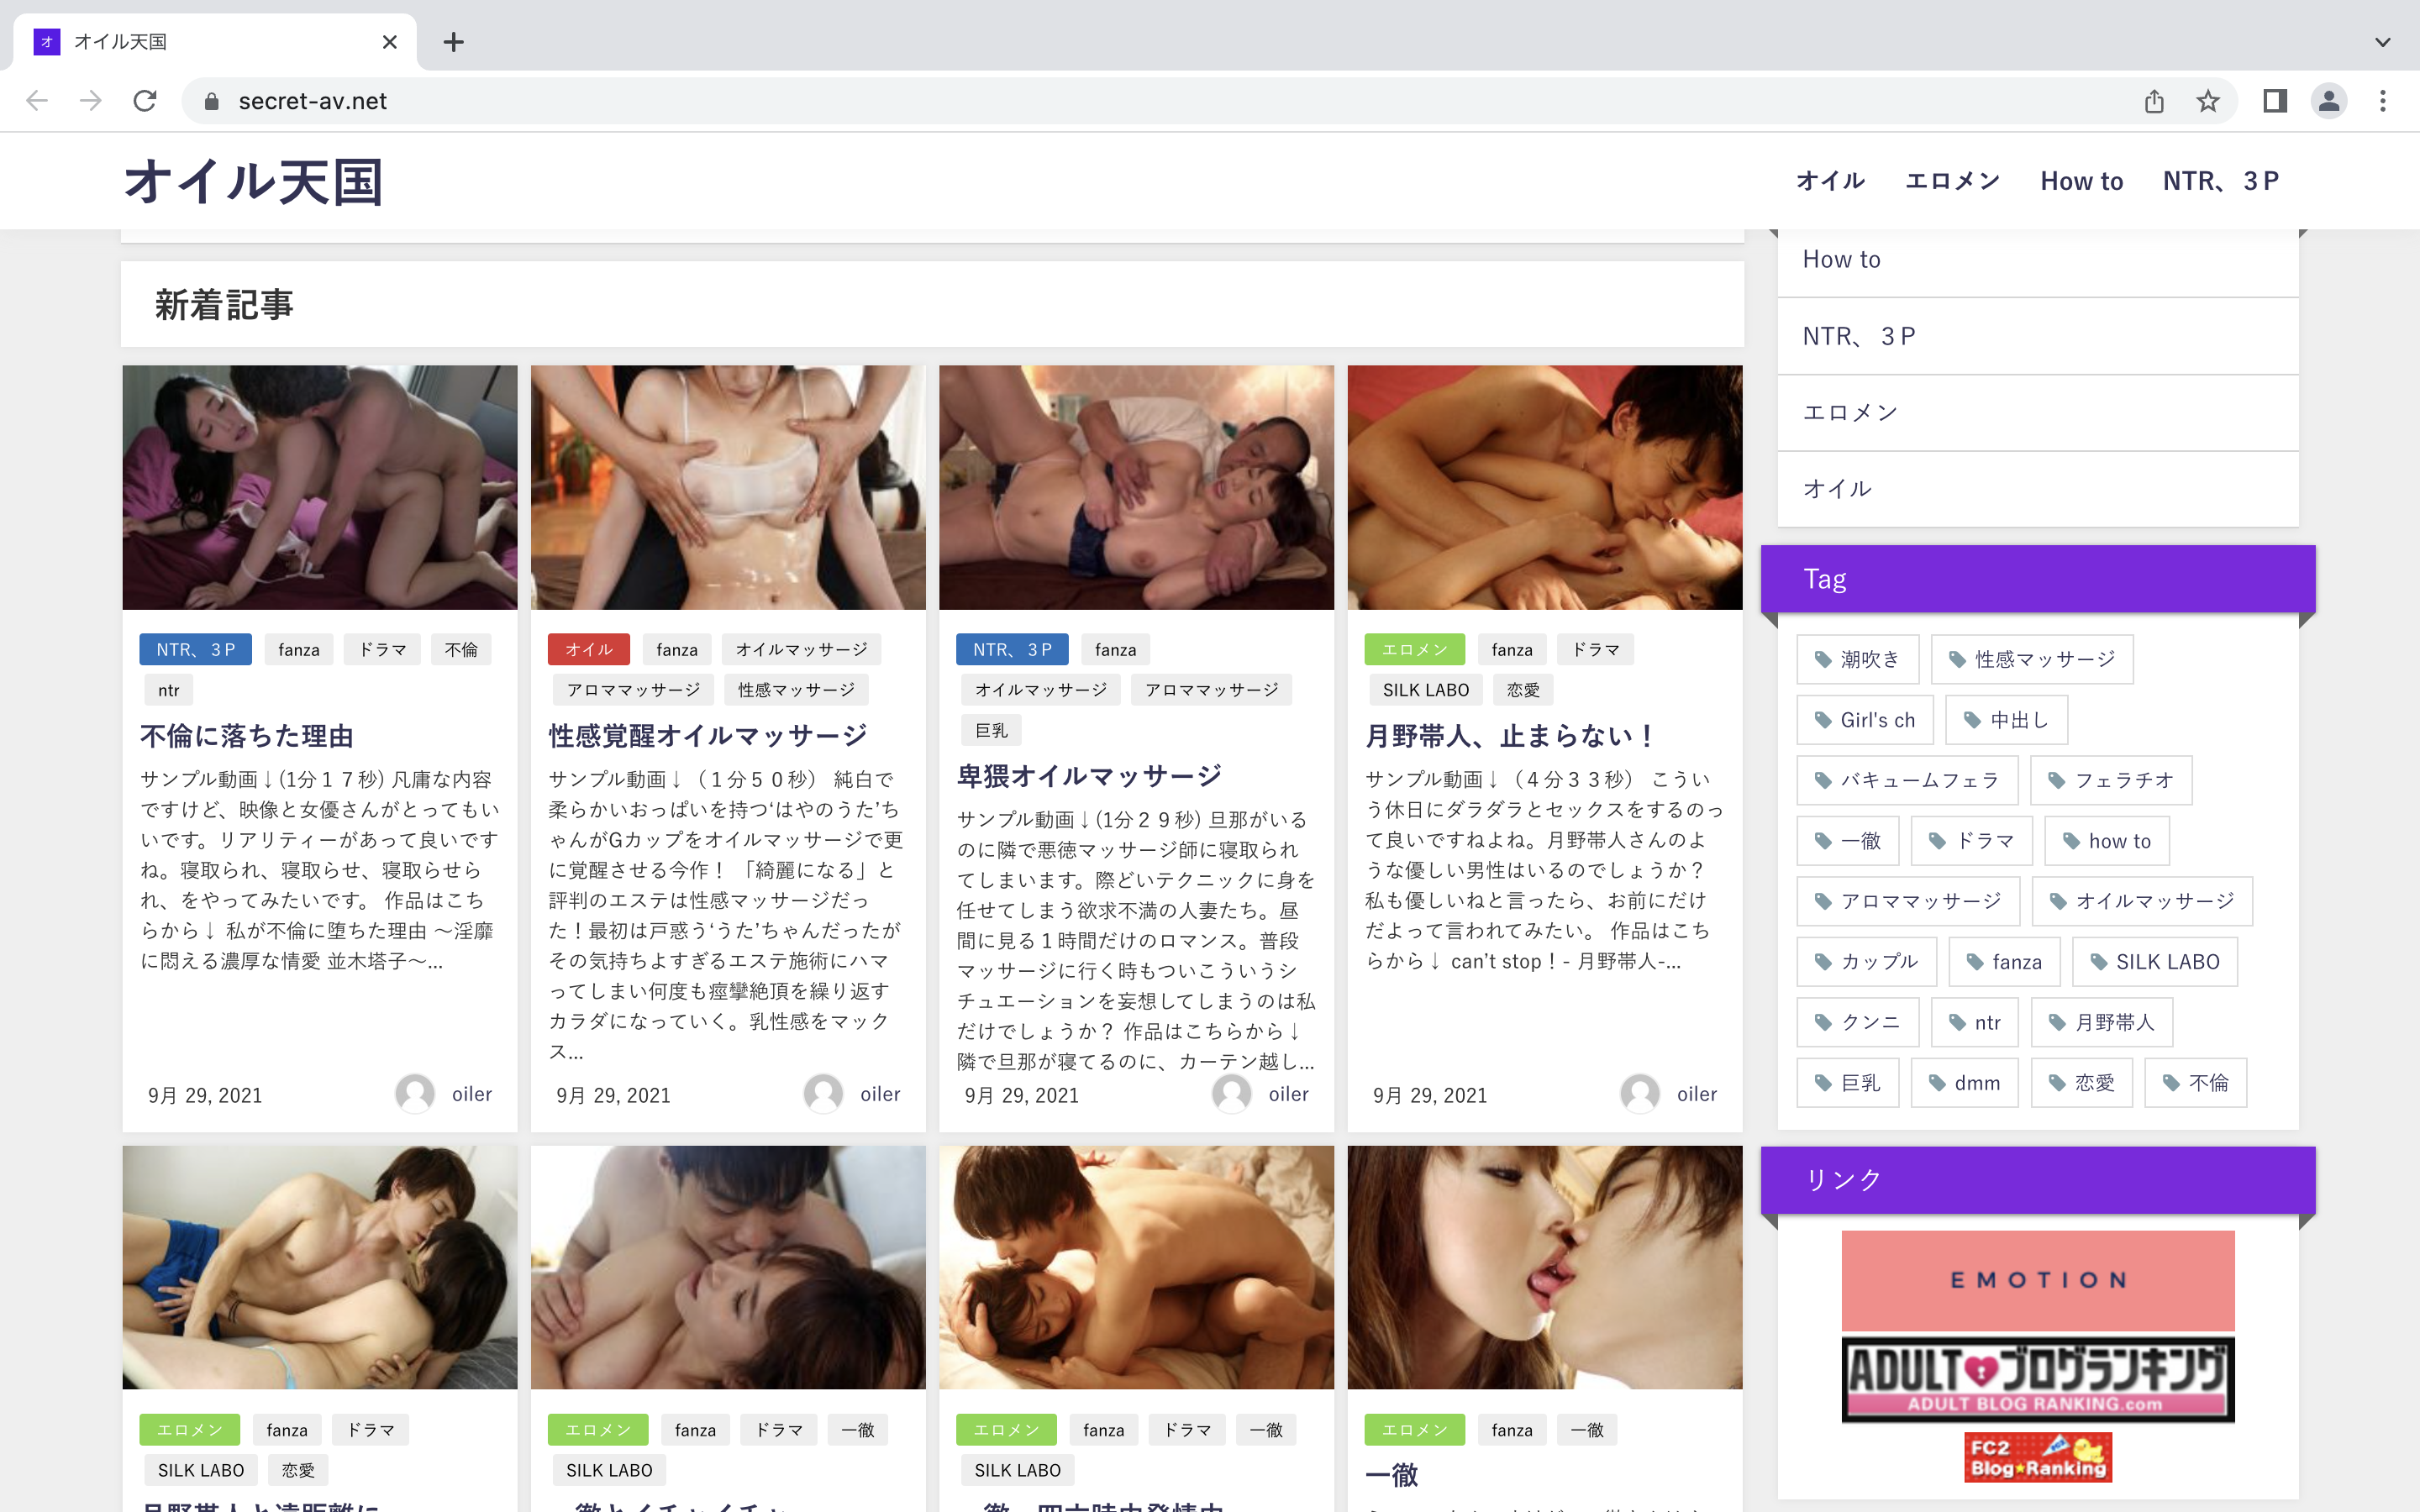 オ オイル天国
secret-av.net
オイル天国
オイル エロメン How to NTR、３P
新着記事
NTR、３P fanza ドラマ 不倫
ntr
不倫に落ちた理由
サンプル動画↓(1分１７秒) 凡庸な内容
ですけど、映像と女優さんがとってもい
いです。リアリティーがあって良いです
ね。寝取られ、寝取らせ、寝取らせら
れ、をやってみたいです。 作品はこち
らから↓ 私が不倫に堕ちた理由 〜淫靡
に悶える濃厚な情愛 並木塔子〜...
9月 29, 2021 oiler
オイル fanza オイルマッサージ
アロママッサージ 性感マッサージ
性感覚醒オイルマッサージ
サンプル動画↓（１分５０秒） 純白で
柔らかいおっぱいを持つ‘はやのうた’ち
ゃんがGカップをオイルマッサージで更
に覚醒させる今作！ 「綺麗になる」と
評判のエステは性感マッサージだっ
た！最初は戸惑う‘うた’ちゃんだったが
その気持ちよすぎるエステ施術にハマ
ってしまい何度も痙攣絶頂を繰り返す
カラダになっていく。乳性感をマック
ス...
9月 29, 2021 oiler
NTR、３P fanza
オイルマッサージ アロママッサージ
巨乳
卑猥オイルマッサージ
サンプル動画↓(1分２９秒) 旦那がいる
のに隣で悪徳マッサージ師に寝取られ
てしまいます。際どいテクニックに身を
任せてしまう欲求不満の人妻たち。昼
間に見る１時間だけのロマンス。普段
マッサージに行く時もついこういうシ
チュエーションを妄想してしまうのは私
だけでしょうか？ 作品はこちらから↓
隣で旦那が寝てるのに、カーテン越し...
9月 29, 2021 oiler
エロメン fanza ドラマ
SILK LABO 恋愛
月野帯人、止まらない！
サンプル動画↓（４分３３秒） こうい
う休日にダラダラとセックスをするのっ
て良いですねよね。月野帯人さんのよ
うな優しい男性はいるのでしょうか？
私も優しいねと言ったら、お前にだけ
だよって言われてみたい。 作品はこち
らから↓ can’t stop！- 月野帯人-...
9月 29, 2021 oiler
エロメン fanza ドラマ
SILK LABO 恋愛
月野帯人と遠距離に
エロメン fanza ドラマ 一徹
SILK LABO
一徹とイチャイチャ
エロメン fanza ドラマ 一徹
SILK LABO
一徹、四六時中発情中
エロメン fanza 一徹
一徹
How to
NTR、３P
エロメン
オイル
Tag
潮吹き 性感マッサージ
Girl's ch 中出し
バキュームフェラ フェラチオ
一徹 ドラマ how to
アロママッサージ オイルマッサージ
カップル fanza SILK LABO
クンニ ntr 月野帯人
巨乳 dmm 恋愛 不倫
リンク
EMOTION
ADULTブログランキング
ADULT BLOG RANKING.com
FC2
Blog★Ranking